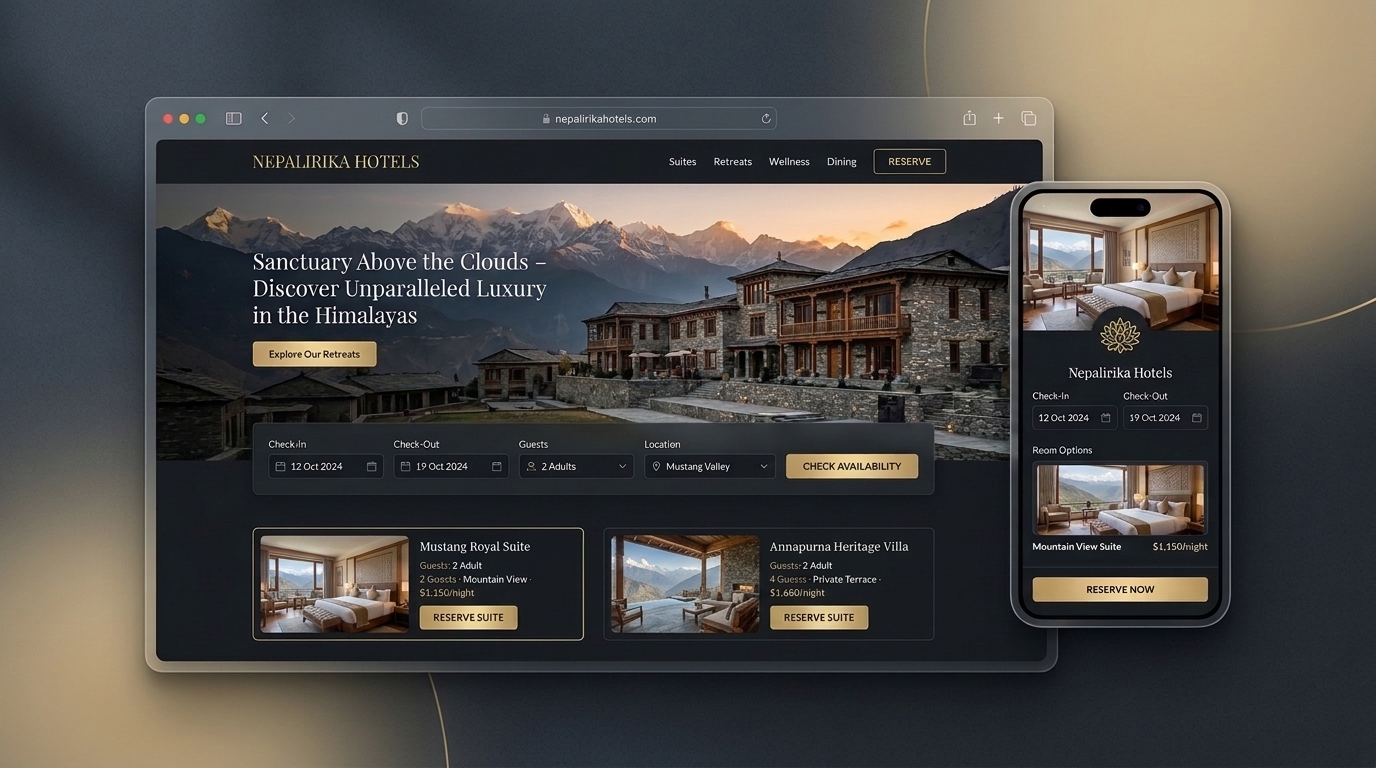 nepalirikahotels.com
NEPALIRIKA HOTELS
Suites Retreats Wellness Dining RESERVE
Sanctuary Above the Clouds –
Discover Unparalleled Luxury
in the Himalayas
Explore Our Retreats
Check-In Check-Out Guests Location
12 Oct 2024 19 Oct 2024 2 Adults Mustang Valley CHECK AVAILABILITY
Mustang Royal Suite
Guests: 2 Adult
2 · Mountain View ·
$1.150/night
RESERVE SUITE
Annapurna Heritage Villa
2 Adult
4 · Private Terrace ·
$1.660/night
RESERVE SUITE
Nepalirika Hotels
Check-In Check-Out
12 Oct 2024 19 Oct 2024
Reom Options
Mountain View Suite $1,150/night
RESERVE NOW